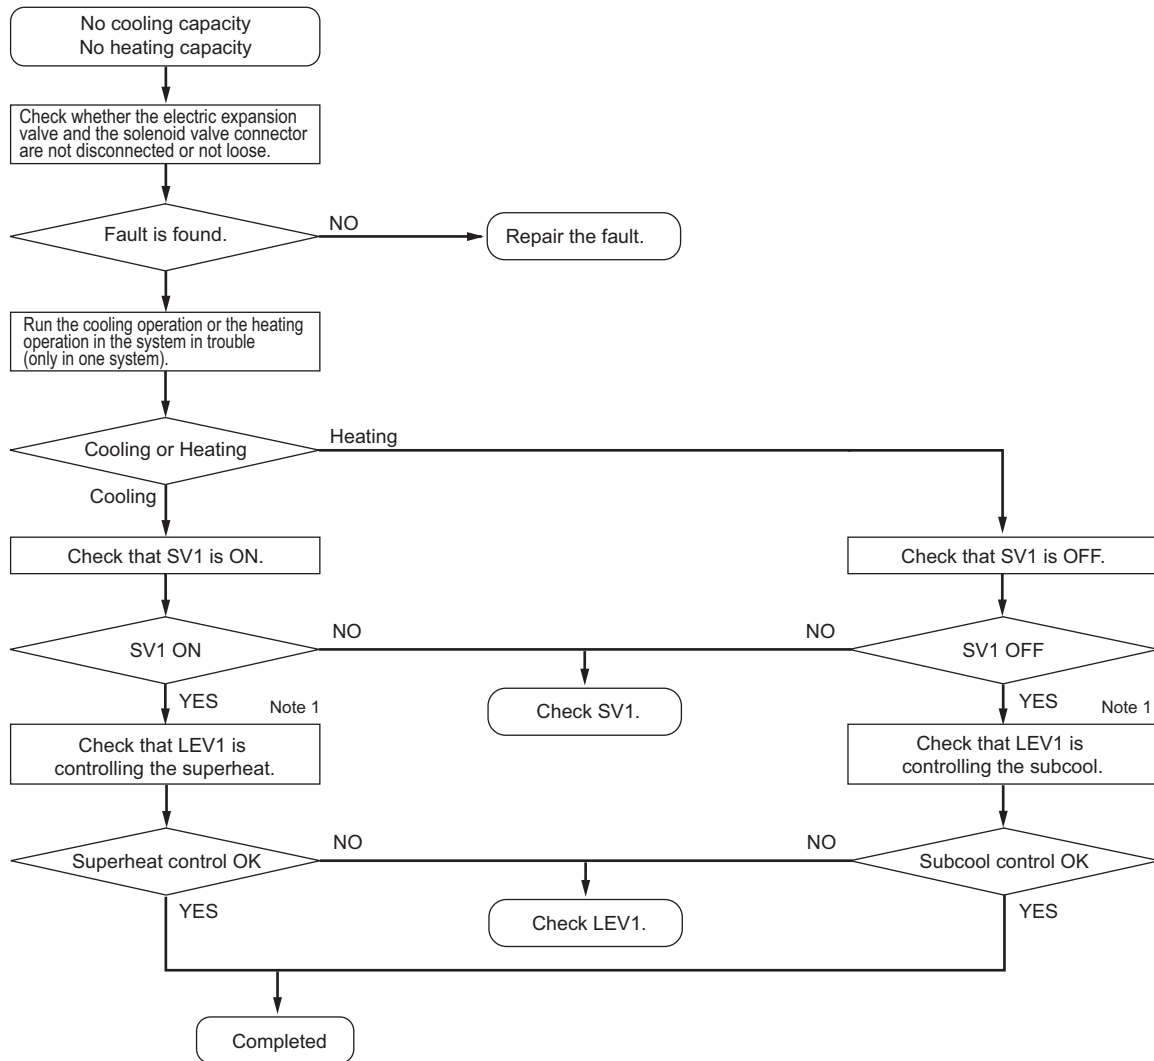 No cooling capacity
No heating capacity
Check whether the electric expansion
valve and the solenoid valve connector
are not disconnected or not loose.
Fault is found.
NO
Repair the fault.
Run the cooling operation or the heating
operation in the system in trouble
(only in one system).
Cooling or Heating
Heating
Cooling
Check that SV1 is ON.
Check that SV1 is OFF.
SV1 ON
NO
NO
SV1 OFF
YES
Note 1
Check SV1.
YES
Note 1
Check that LEV1 is
controlling the superheat.
Check that LEV1 is
controlling the subcool.
Superheat control OK
NO
NO
Subcool control OK
YES
Check LEV1.
YES
Completed